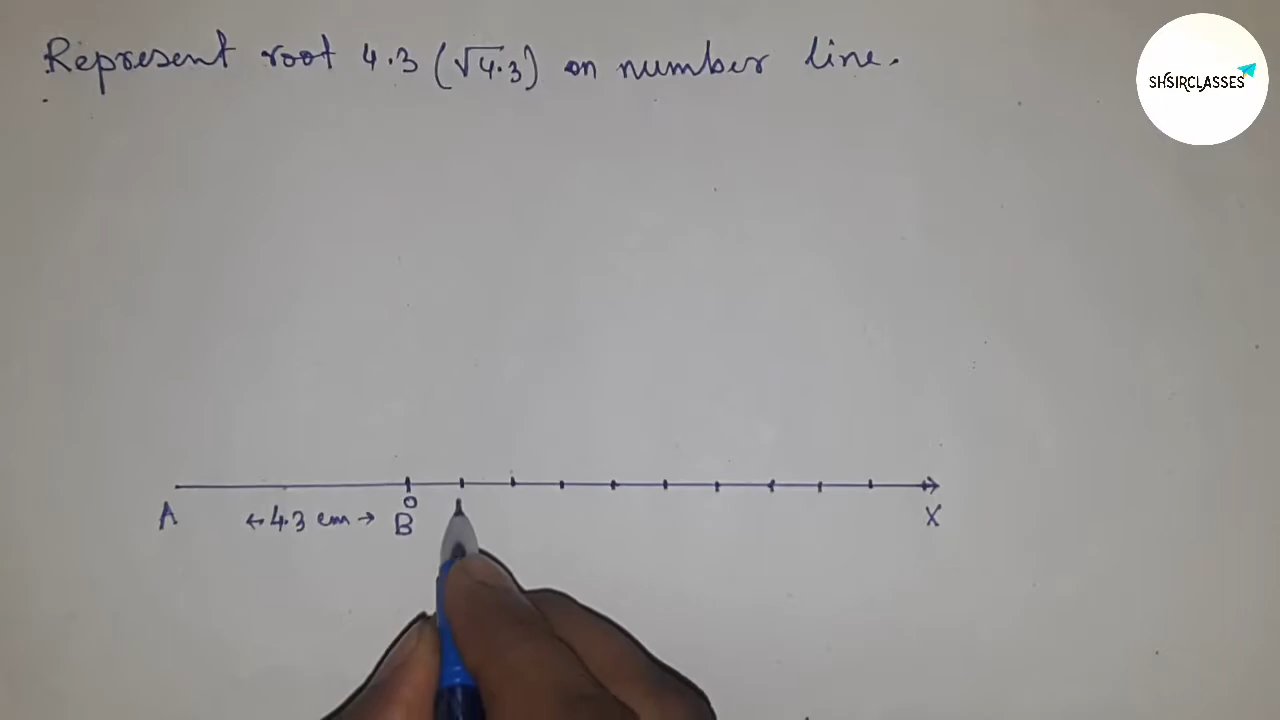 Represent root 4.3 (√4.3) on number line.
SHSIRCLASSES
0
A ←4.3 cm→ B X